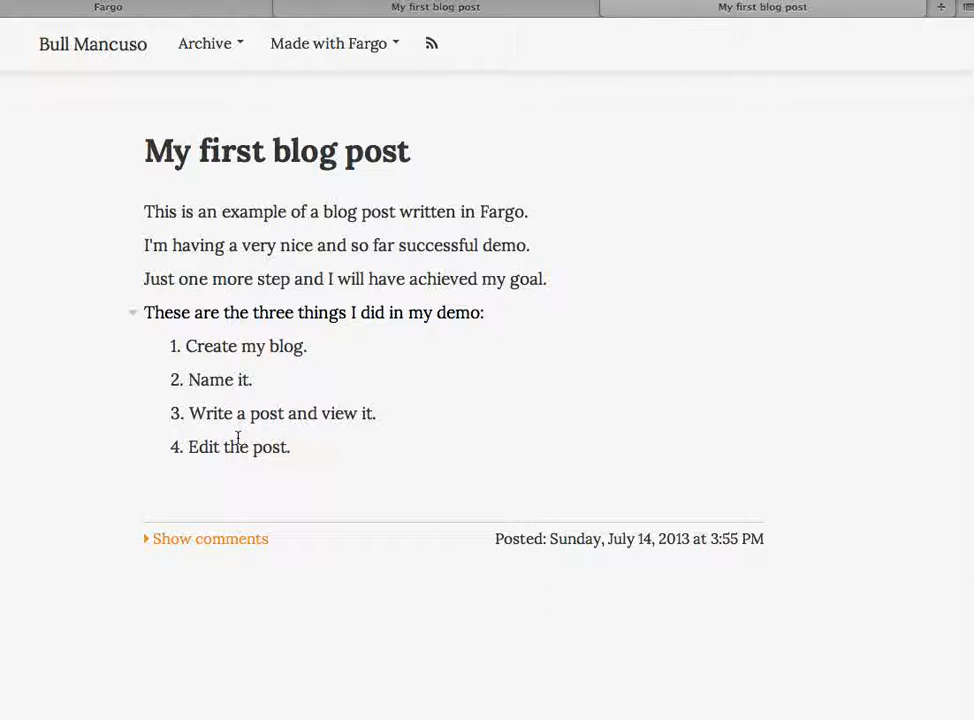 Fargo My first blog post My first blog post
Bull Mancuso Archive Made with Fargo
My first blog post
This is an example of a blog post written in Fargo.
I'm having a very nice and so far successful demo.
Just one more step and I will have achieved my goal.
These are the three things I did in my demo:
1. Create my blog.
2. Name it.
3. Write a post and view it.
4. Edit the post.
Show comments Posted: Sunday, July 14, 2013 at 3:55 PM